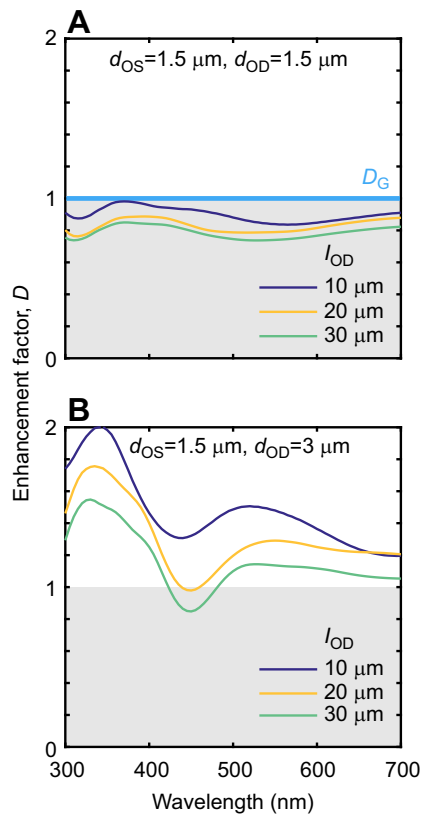 A
2
d_OS=1.5 μm, d_OD=1.5 μm
D_G
1
l_OD
10 μm
20 μm
30 μm
0
Enhancement factor, D
B
2
d_OS=1.5 μm, d_OD=3 μm
1
l_OD
10 μm
20 μm
30 μm
0
300 400 500 600 700
Wavelength (nm)